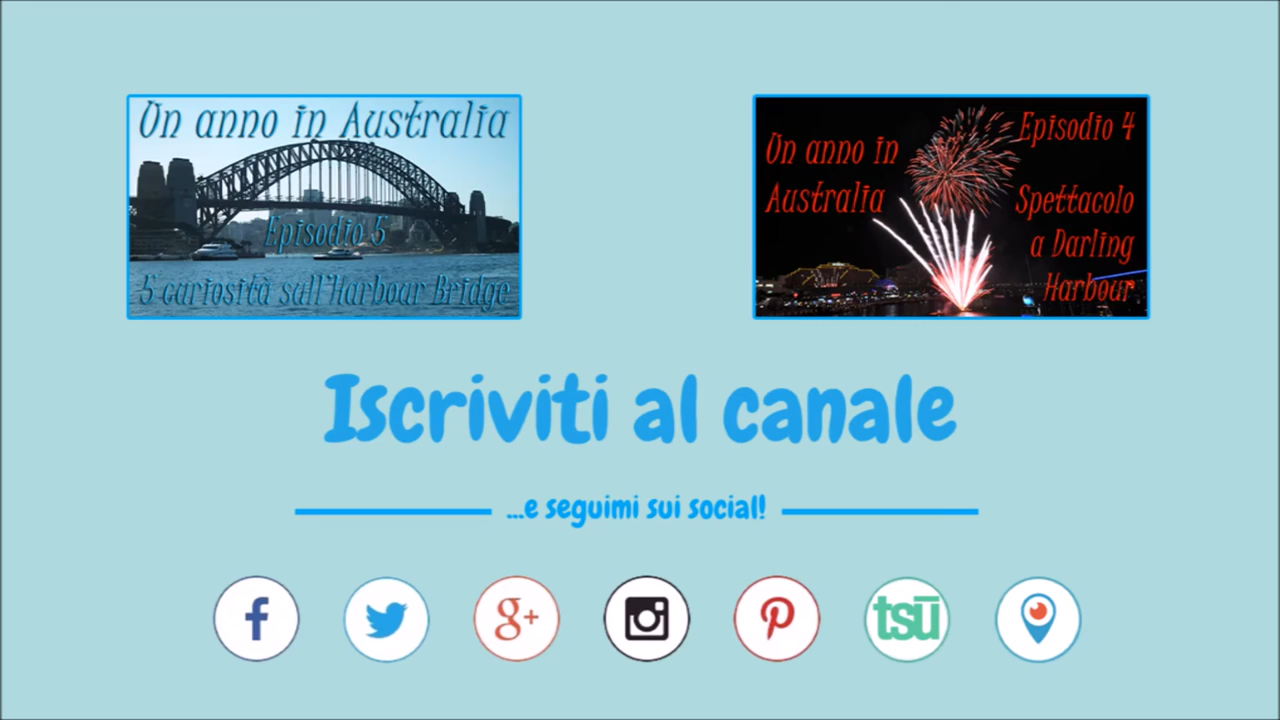 Un anno in Australia
Episodio 5
5 curiosità sull'Harbour Bridge
Un anno in
Australia
Episodio 4
Spettacolo
a Darling
Harbour
Iscriviti al canale
...e seguimi sui social!
f
g+
tsū